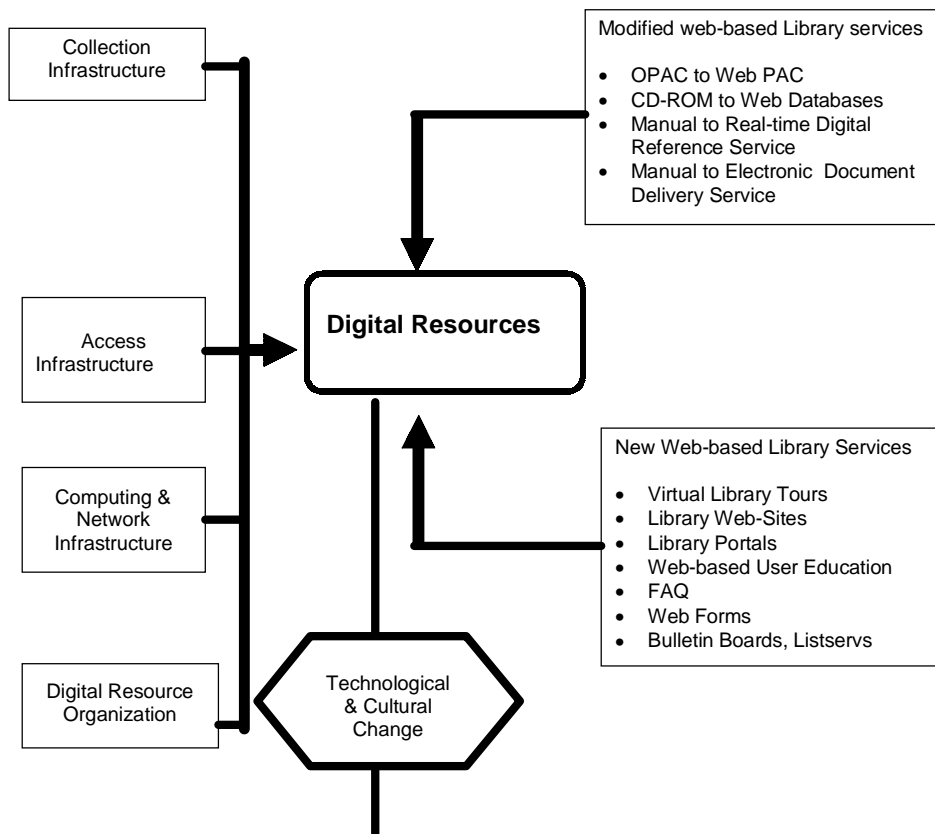 Collection
Infrastructure
Access
Infrastructure
Computing &
Network
Infrastructure
Digital Resource
Organization
Digital Resources
Technological
& Cultural
Change
Modified web-based Library services
• OPAC to Web PAC
• CD-ROM to Web Databases
• Manual to Real-time Digital
Reference Service
• Manual to Electronic Document
Delivery Service
New Web-based Library Services
• Virtual Library Tours
• Library Web-Sites
• Library Portals
• Web-based User Education
• FAQ
• Web Forms
• Bulletin Boards, Listservs